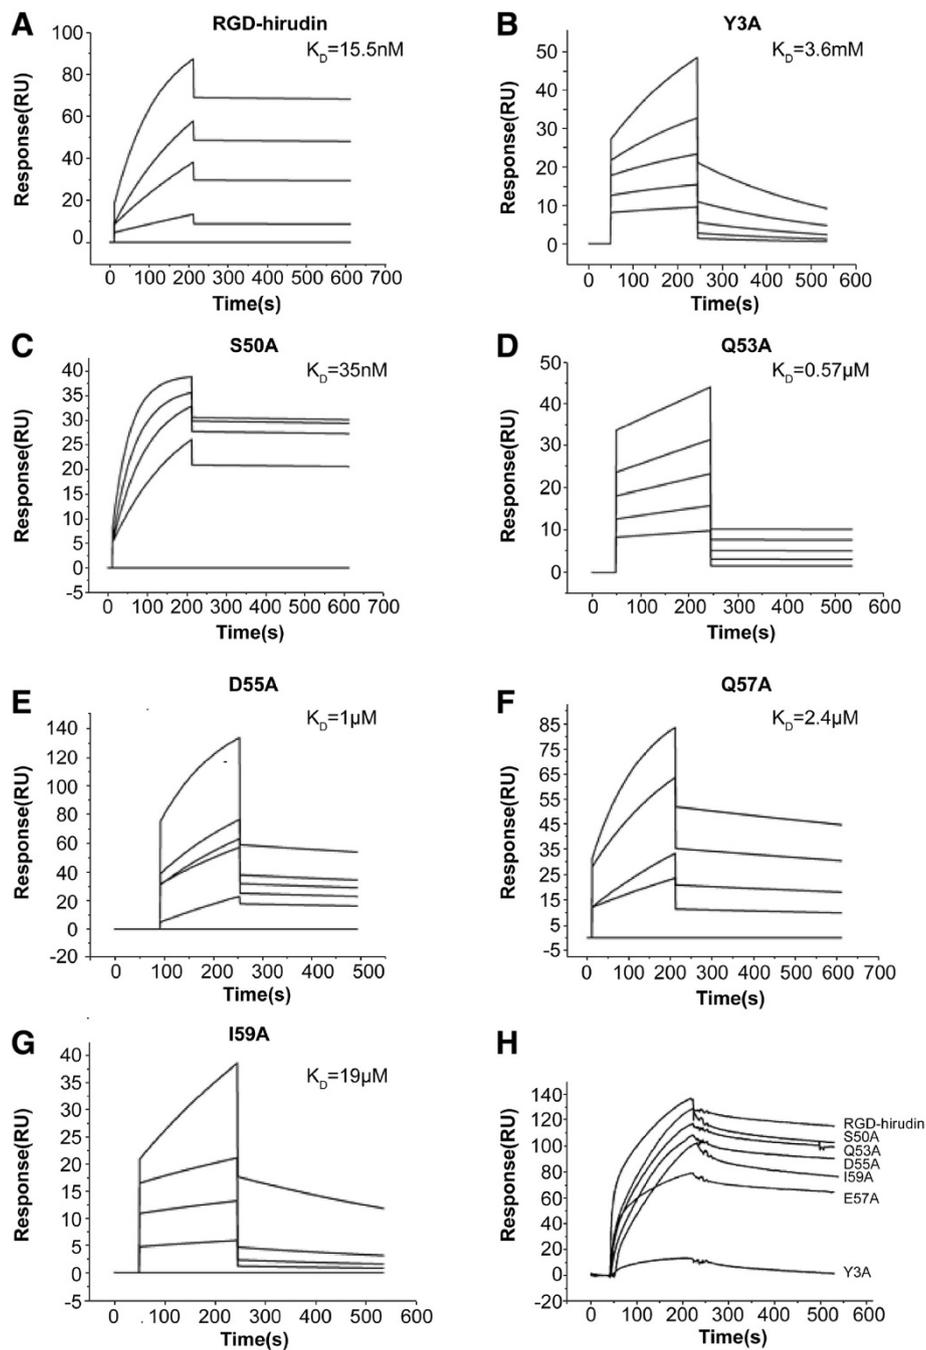 A
RGD-hirudin
K_D=15.5nM
Response(RU)
100
80
60
40
20
0
0 100 200 300 400 500 600 700
Time(s)
B
Y3A
K_D=3.6mM
Response(RU)
50
40
30
20
10
0
0 100 200 300 400 500 600
Time(s)
C
S50A
K_D=35nM
Response(RU)
40
35
30
25
20
15
10
5
0
-5
0 100 200 300 400 500 600 700
Time(s)
D
Q53A
K_D=0.57µM
Response(RU)
50
40
30
20
10
0
0 100 200 300 400 500 600
Time(s)
E
D55A
K_D=1µM
Response(RU)
140
120
100
80
60
40
20
0
-20
0 100 200 300 400 500
Time(s)
F
Q57A
K_D=2.4µM
Response(RU)
85
75
65
55
45
35
25
15
5
-5
0 100 200 300 400 500 600 700
Time(s)
G
I59A
K_D=19µM
Response(RU)
40
35
30
25
20
15
10
5
0
-5
0 100 200 300 400 500 600
Time(s)
H
Response(RU)
140
120
100
80
60
40
20
0
-20
RGD-hirudin
S50A
Q53A
D55A
I59A
E57A
Y3A
0 100 200 300 400 500 600
Time(s)